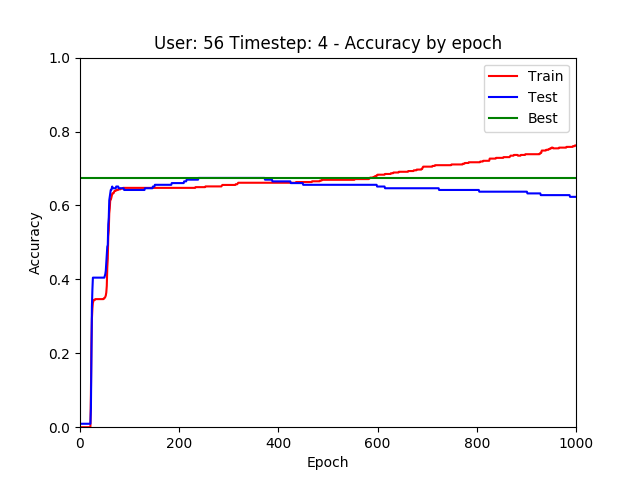 User: 56 Timestep: 4 - Accuracy by epoch
1.0
0.8
0.6
0.4
0.2
0.0
Accuracy
0 200 400 600 800 1000
Epoch
Train
Test
Best